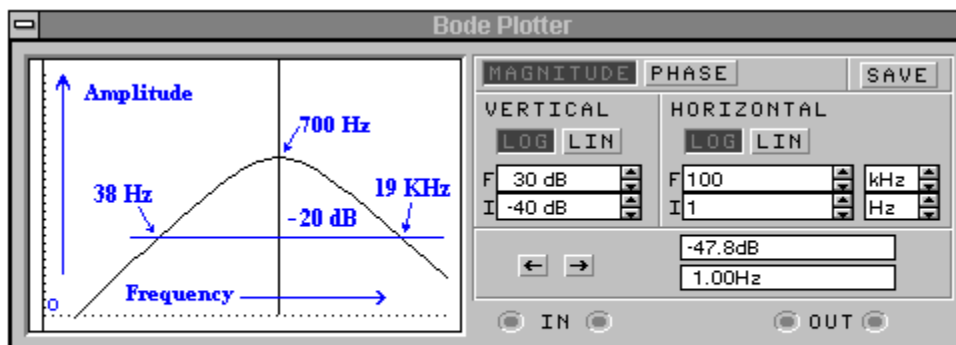 Bode Plotter
Amplitude
700 Hz
38 Hz
19 KHz
-20 dB
0
Frequency
MAGNITUDE PHASE SAVE
VERTICAL HORIZONTAL
LOG LIN LOG LIN
F 30 dB F 100 kHz
I -40 dB I 1 Hz
-47.8dB
← →
1.00Hz
IN OUT